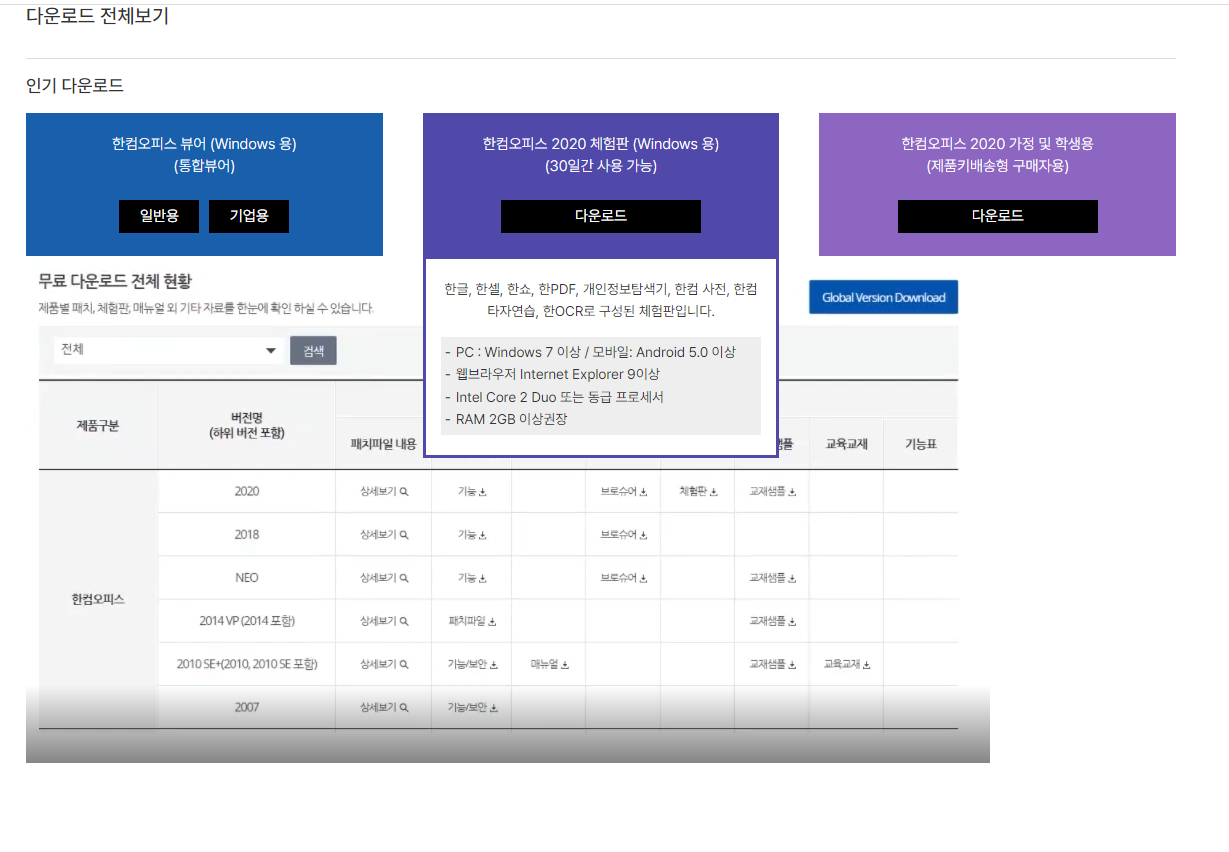 다운로드 전체보기
인기 다운로드
한컴오피스 뷰어 (Windows 용)
(통합뷰어)
일반용 기업용
한컴오피스 2020 체험판 (Windows 용)
(30일간 사용 가능)
다운로드
한컴오피스 2020 가정 및 학생용
(제품키배송형 구매자용)
다운로드
한글, 한셀, 한쇼, 한PDF, 개인정보탐색기, 한컴 사전, 한컴
타자연습, 한OCR로 구성된 체험판입니다.
- PC : Windows 7 이상 / 모바일: Android 5.0 이상
- 웹브라우저 Internet Explorer 9이상
- Intel Core 2 Duo 또는 동급 프로세서
- RAM 2GB 이상권장
무료 다운로드 전체 현황
제품별 패치, 체험판, 매뉴얼 외 기타 자료를 한눈에 확인 하실 수 있습니다.
Global Version Download
전체 검색
제품구분
버전명
(하위 버전 포함)
패치파일 내용 교육교재 기능표
한컴오피스
2020 상세보기 기능 브로슈어 체험판 교재샘플
2018 상세보기 기능 브로슈어
NEO 상세보기 기능 브로슈어 교재샘플
2014 VP (2014 포함) 상세보기 패치파일 교재샘플
2010 SE+(2010, 2010 SE 포함) 상세보기 기능/보안 매뉴얼 교재샘플 교육교재
2007 상세보기 기능/보안